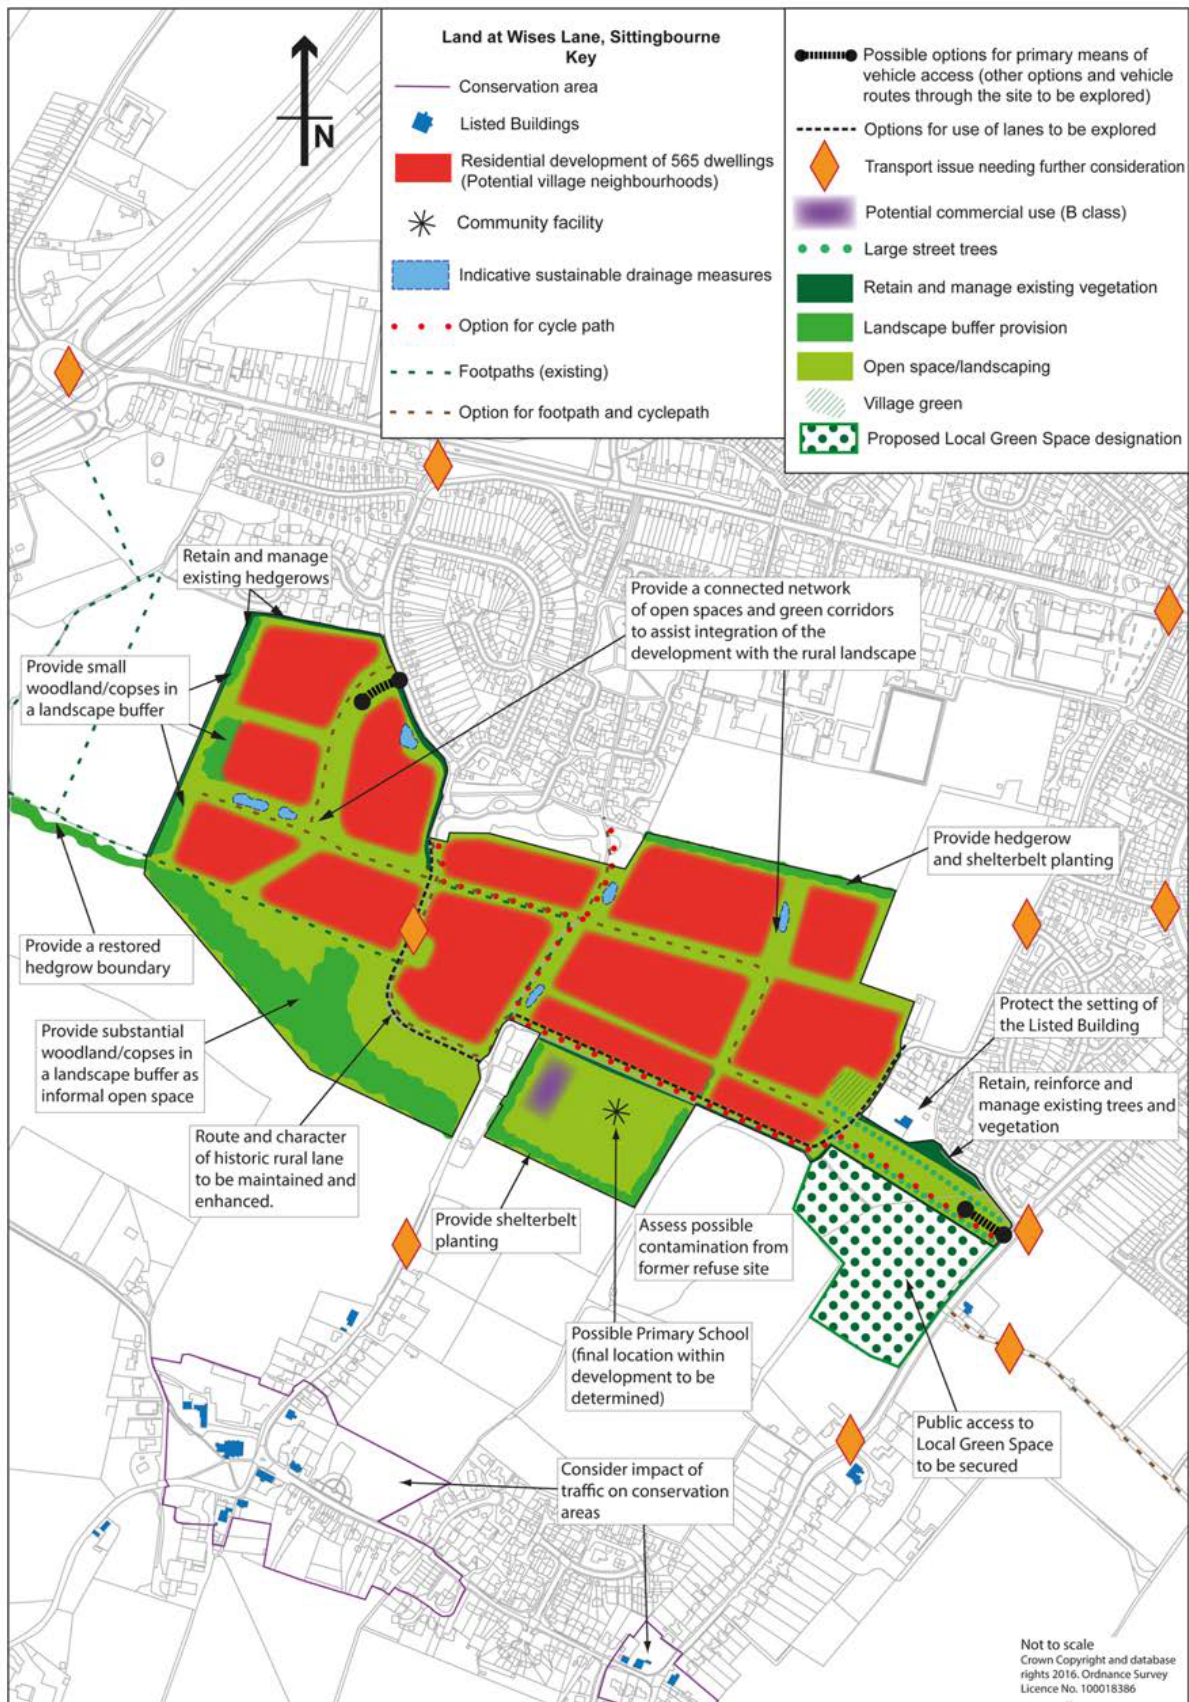 Land at Wises Lane, Sittingbourne
Key
Conservation area
Listed Buildings
Residential development of 565 dwellings
(Potential village neighbourhoods)
Community facility
Indicative sustainable drainage measures
Option for cycle path
Footpaths (existing)
Option for footpath and cyclepath
Possible options for primary means of
vehicle access (other options and vehicle
routes through the site to be explored)
Options for use of lanes to be explored
Transport issue needing further consideration
Potential commercial use (B class)
Large street trees
Retain and manage existing vegetation
Landscape buffer provision
Open space/landscaping
Village green
Proposed Local Green Space designation
N
Retain and manage
existing hedgerows
Provide a connected network
of open spaces and green corridors
to assist integration of the
development with the rural landscape
Provide small
woodland/copses in
a landscape buffer
Provide hedgerow
and shelterbelt planting
Provide a restored
hedgrow boundary
Protect the setting of
the Listed Building
Provide substantial
woodland/copses in
a landscape buffer as
informal open space
Retain, reinforce and
manage existing trees and
vegetation
Route and character
of historic rural lane
to be maintained and
enhanced.
Provide shelterbelt
planting
Assess possible
contamination from
former refuse site
Possible Primary School
(final location within
development to be
determined)
Public access to
Local Green Space
to be secured
Consider impact of
traffic on conservation
areas
Not to scale
Crown Copyright and database
rights 2016. Ordnance Survey
Licence No. 100018386